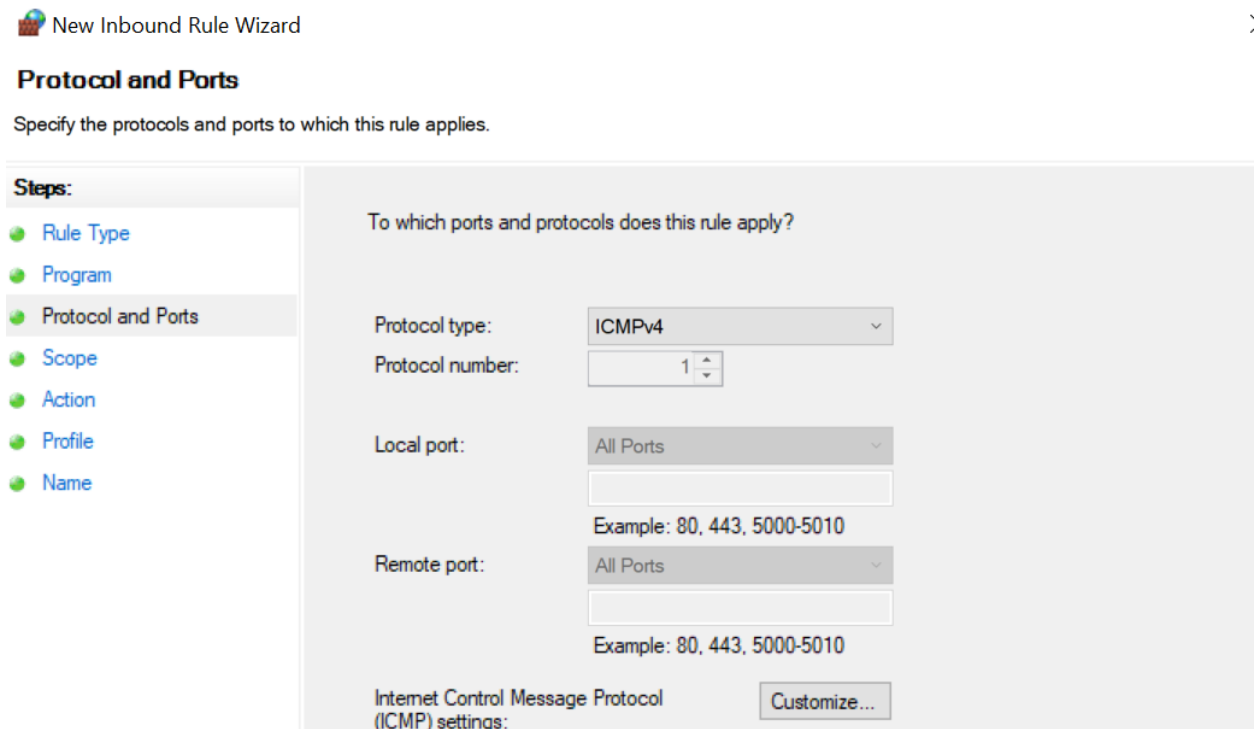 New Inbound Rule Wizard
Protocol and Ports
Specify the protocols and ports to which this rule applies.
Steps:
Rule Type
Program
Protocol and Ports
Scope
Action
Profile
Name
To which ports and protocols does this rule apply?
Protocol type: ICMPv4
Protocol number: 1
Local port: All Ports
Example: 80, 443, 5000-5010
Remote port: All Ports
Example: 80, 443, 5000-5010
Internet Control Message Protocol Customize...
(ICMP) settings: